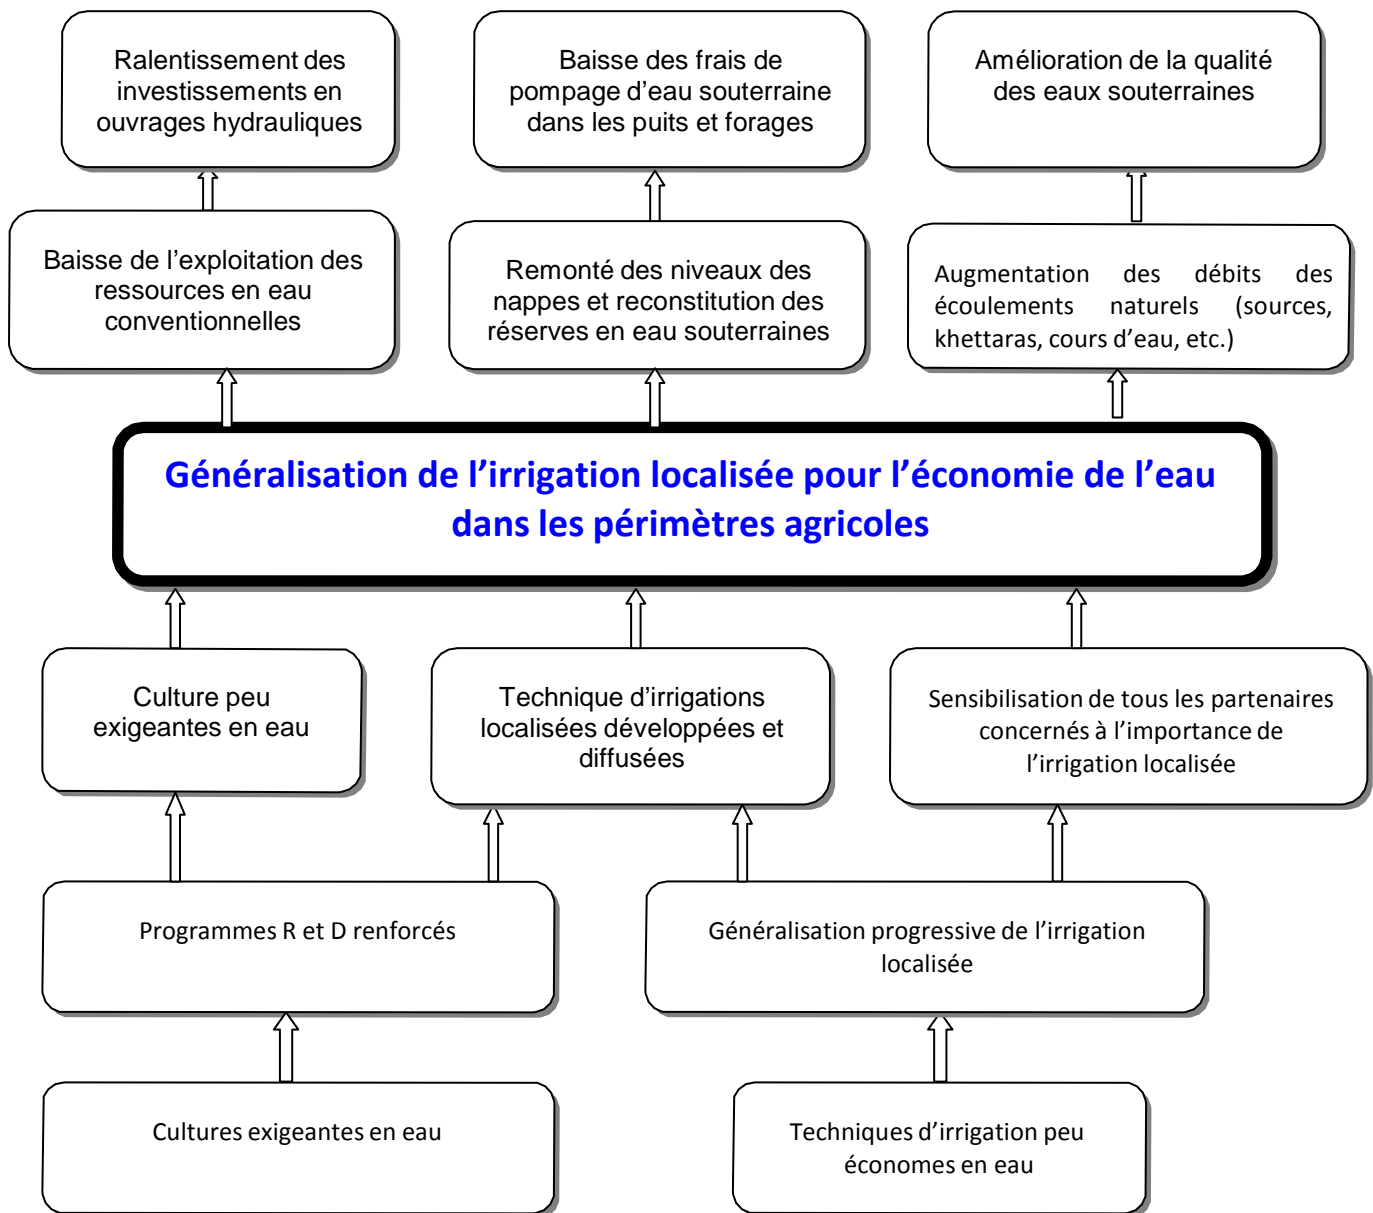 Ralentissement des
investissements en
ouvrages hydrauliques
Baisse des frais de
pompage d’eau souterraine
dans les puits et forages
Amélioration de la qualité
des eaux souterraines
Baisse de l’exploitation des
ressources en eau
conventionnelles
Remonté des niveaux des
nappes et reconstitution des
réserves en eau souterraines
Augmentation des débits des
écoulements naturels (sources,
khettaras, cours d’eau, etc.)
Généralisation de l’irrigation localisée pour l’économie de l’eau
dans les périmètres agricoles
Culture peu
exigeantes en eau
Technique d’irrigations
localisées développées et
diffusées
Sensibilisation de tous les partenaires
concernés à l’importance de
l’irrigation localisée
Programmes R et D renforcés
Généralisation progressive de l’irrigation
localisée
Cultures exigeantes en eau
Techniques d’irrigation peu
économes en eau